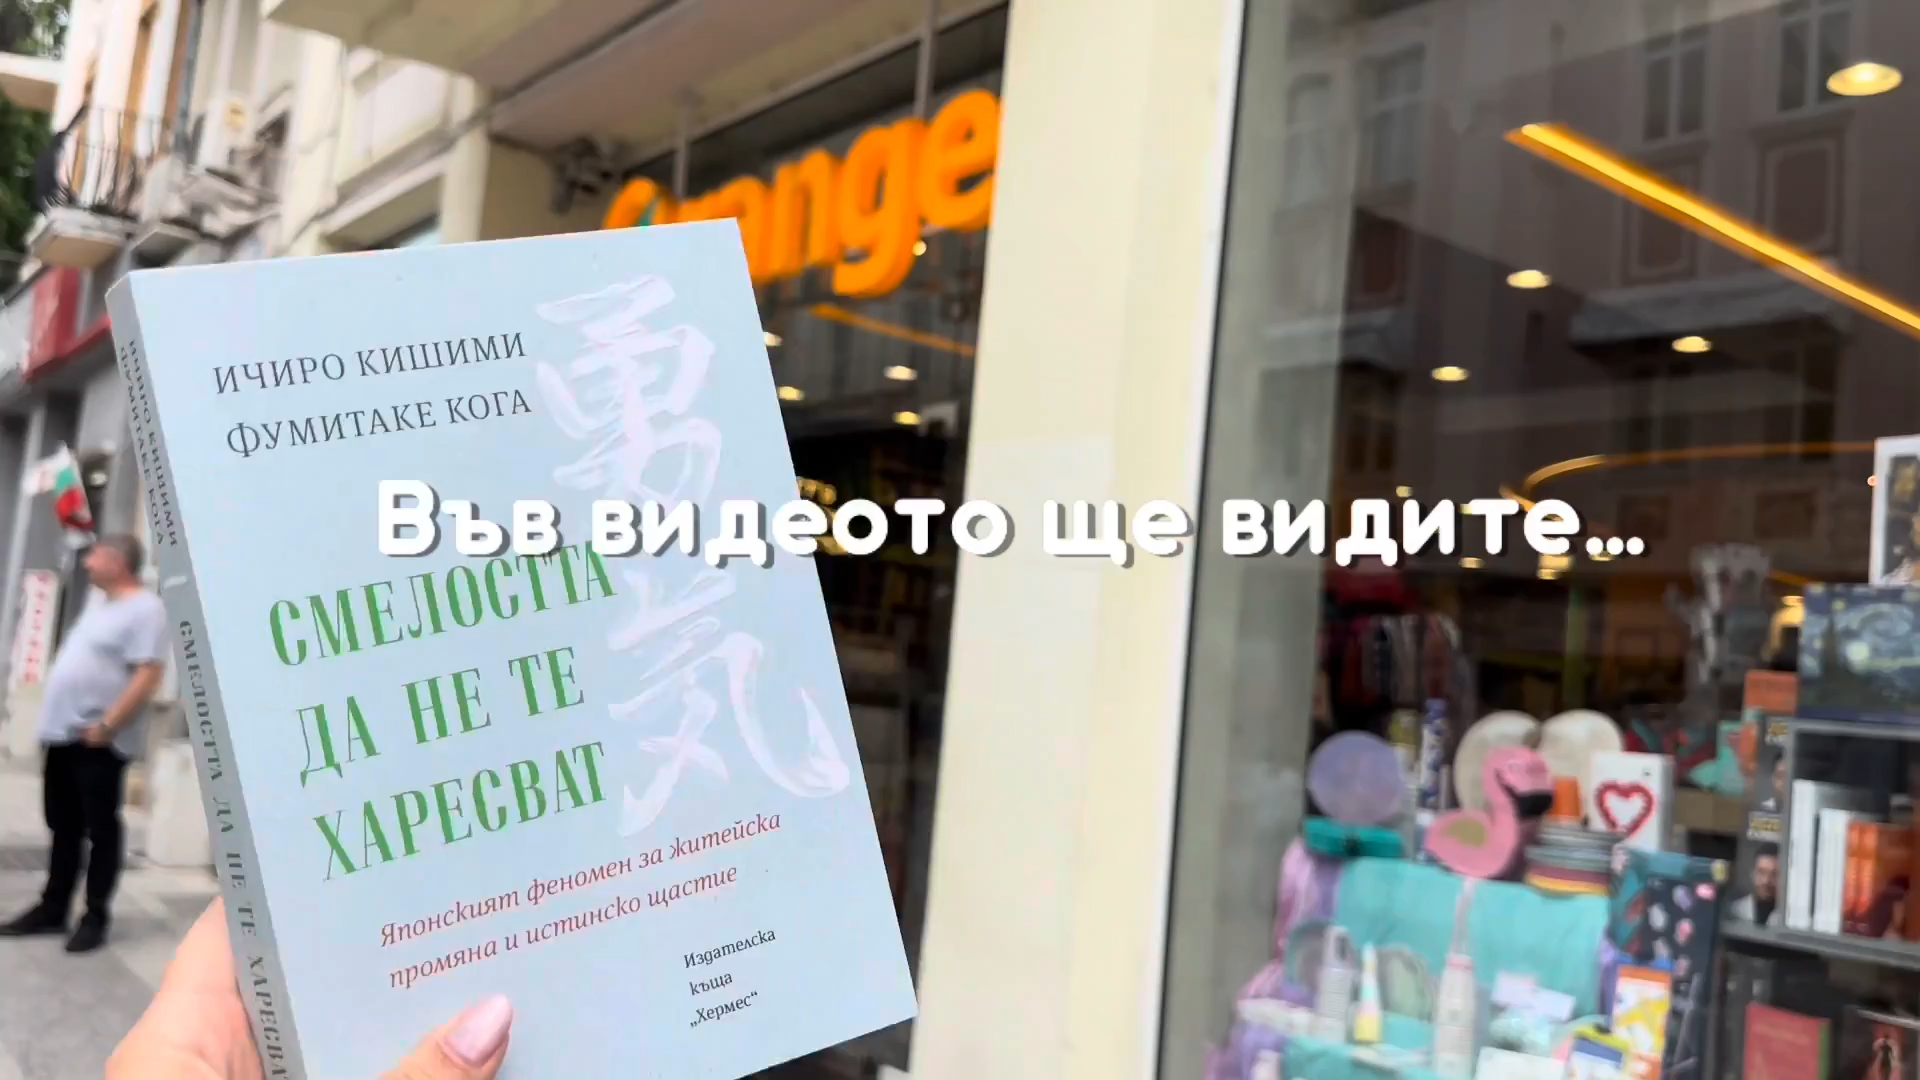 Orange
ИЧИРО КИШИМИ
ФУМИТАКЕ КОГА
勇気
Във видеото ще видите...
СМЕЛОСТТА
ДА НЕ ТЕ
ХАРЕСВАТ
Японският феномен за житейска
промяна и истинско щастие
Издателска
къща
„Хермес“
ИЧИРО КИШИМИ
ФУМИТАКЕ КОГА
СМЕЛОСТТА ДА НЕ ТЕ ХАРЕСВАТ